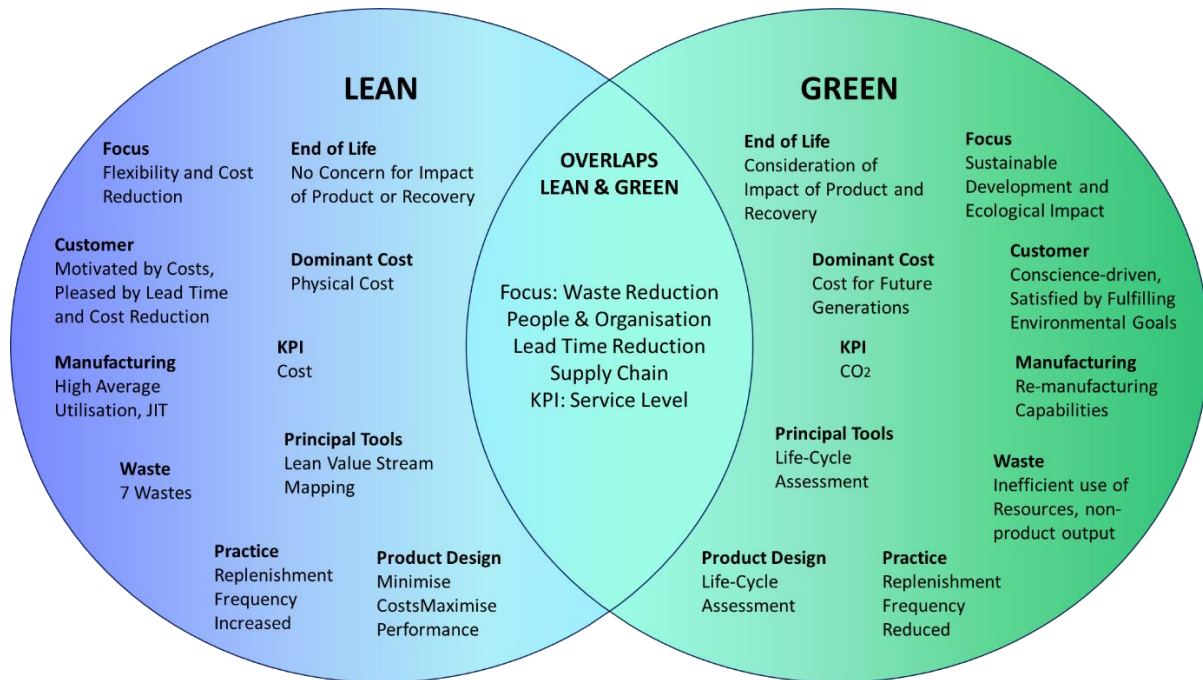 LEAN
Focus
Flexibility and Cost
Reduction
End of Life
No Concern for Impact
of Product or Recovery
Customer
Motivated by Costs,
Pleased by Lead Time
and Cost Reduction
Dominant Cost
Physical Cost
Manufacturing
High Average
Utilisation, JIT
KPI
Cost
Waste
7 Wastes
Principal Tools
Lean Value Stream
Mapping
Practice
Replenishment
Frequency
Increased
Product Design
Minimise
CostsMaximise
Performance
OVERLAPS
LEAN & GREEN
Focus: Waste Reduction
People & Organisation
Lead Time Reduction
Supply Chain
KPI: Service Level
GREEN
End of Life
Consideration of
Impact of Product and
Recovery
Focus
Sustainable
Development and
Ecological Impact
Dominant Cost
Cost for Future
Generations
Customer
Conscience-driven,
Satisfied by Fulfilling
Environmental Goals
KPI
CO2
Manufacturing
Re-manufacturing
Capabilities
Principal Tools
Life-Cycle
Assessment
Waste
Inefficient use of
Resources, non-
product output
Product Design
Life-Cycle
Assessment
Practice
Replenishment
Frequency
Reduced